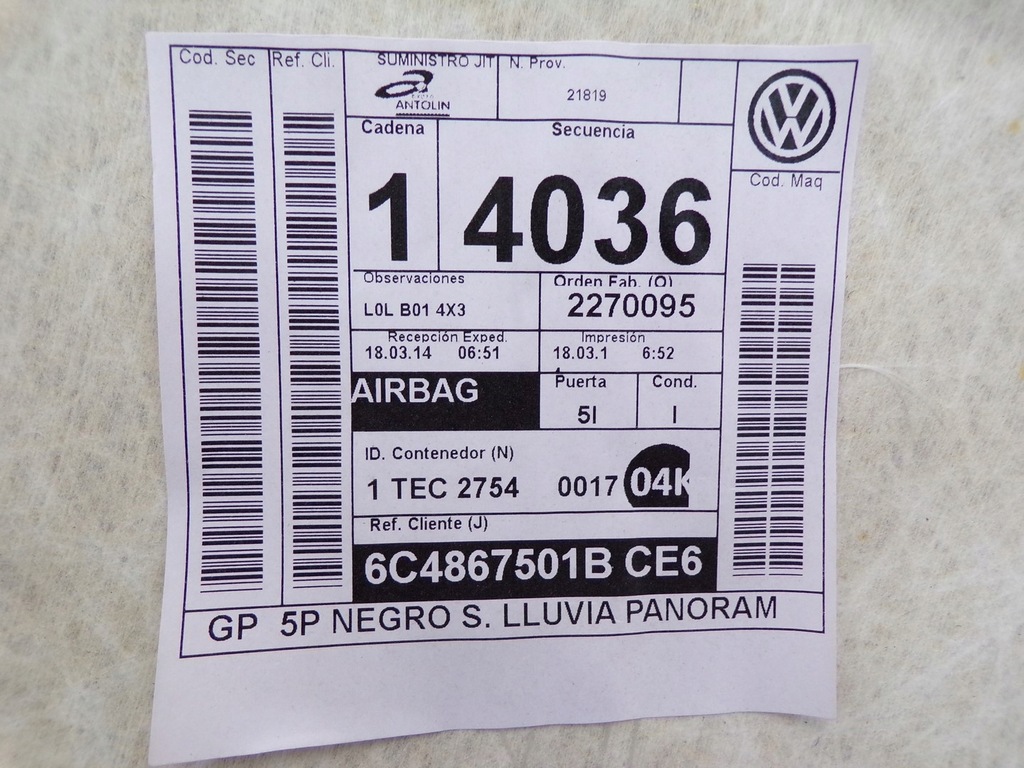 Cod. Sec Ref. Cli. SUMINISTRO JIT N. Prov.
ANTOLIN 21819
Cadena Secuencia
Cod. Maq
1 4036
Observaciones Orden Fab. (O)
L0L B01 4X3 2270095
Recepción Exped. Impresión
18.03.14 06:51 18.03.1 6:52
AIRBAG Puerta Cond.
5I I
ID. Contenedor (N)
1 TEC 2754 0017 04K
Ref. Cliente (J)
6C4867501B CE6
GP 5P NEGRO S. LLUVIA PANORAM